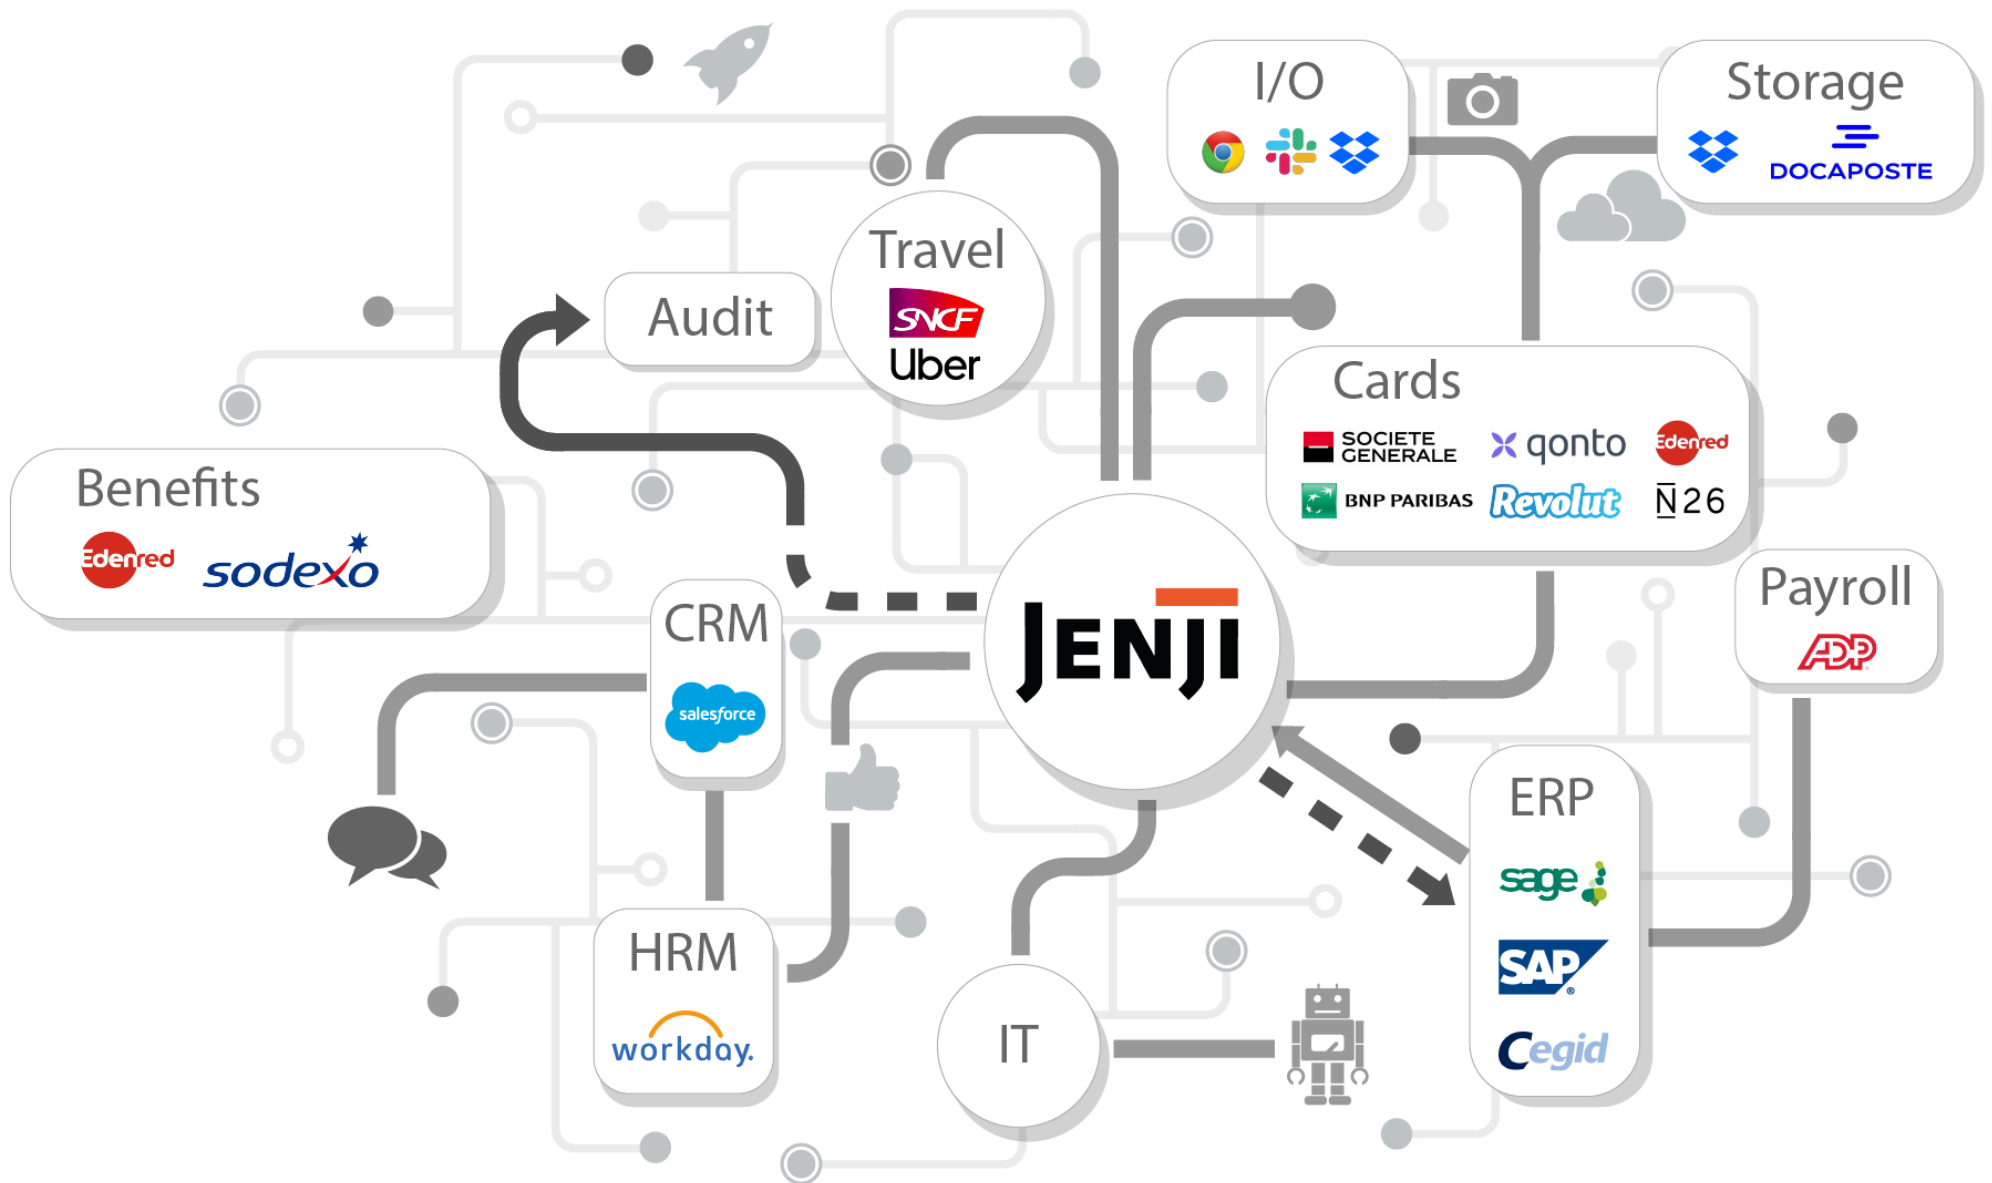 I/O
Storage
DOCAPOSTE
Travel
SNCF
Uber
Audit
Cards
SOCIETE
GENERALE
qonto
Edenred
BNP PARIBAS
Revolut
N26
Benefits
Edenred
sodexo
CRM
salesforce
JENJI
Payroll
ADP
ERP
sage
SAP®
Cegid
HRM
workday.
IT